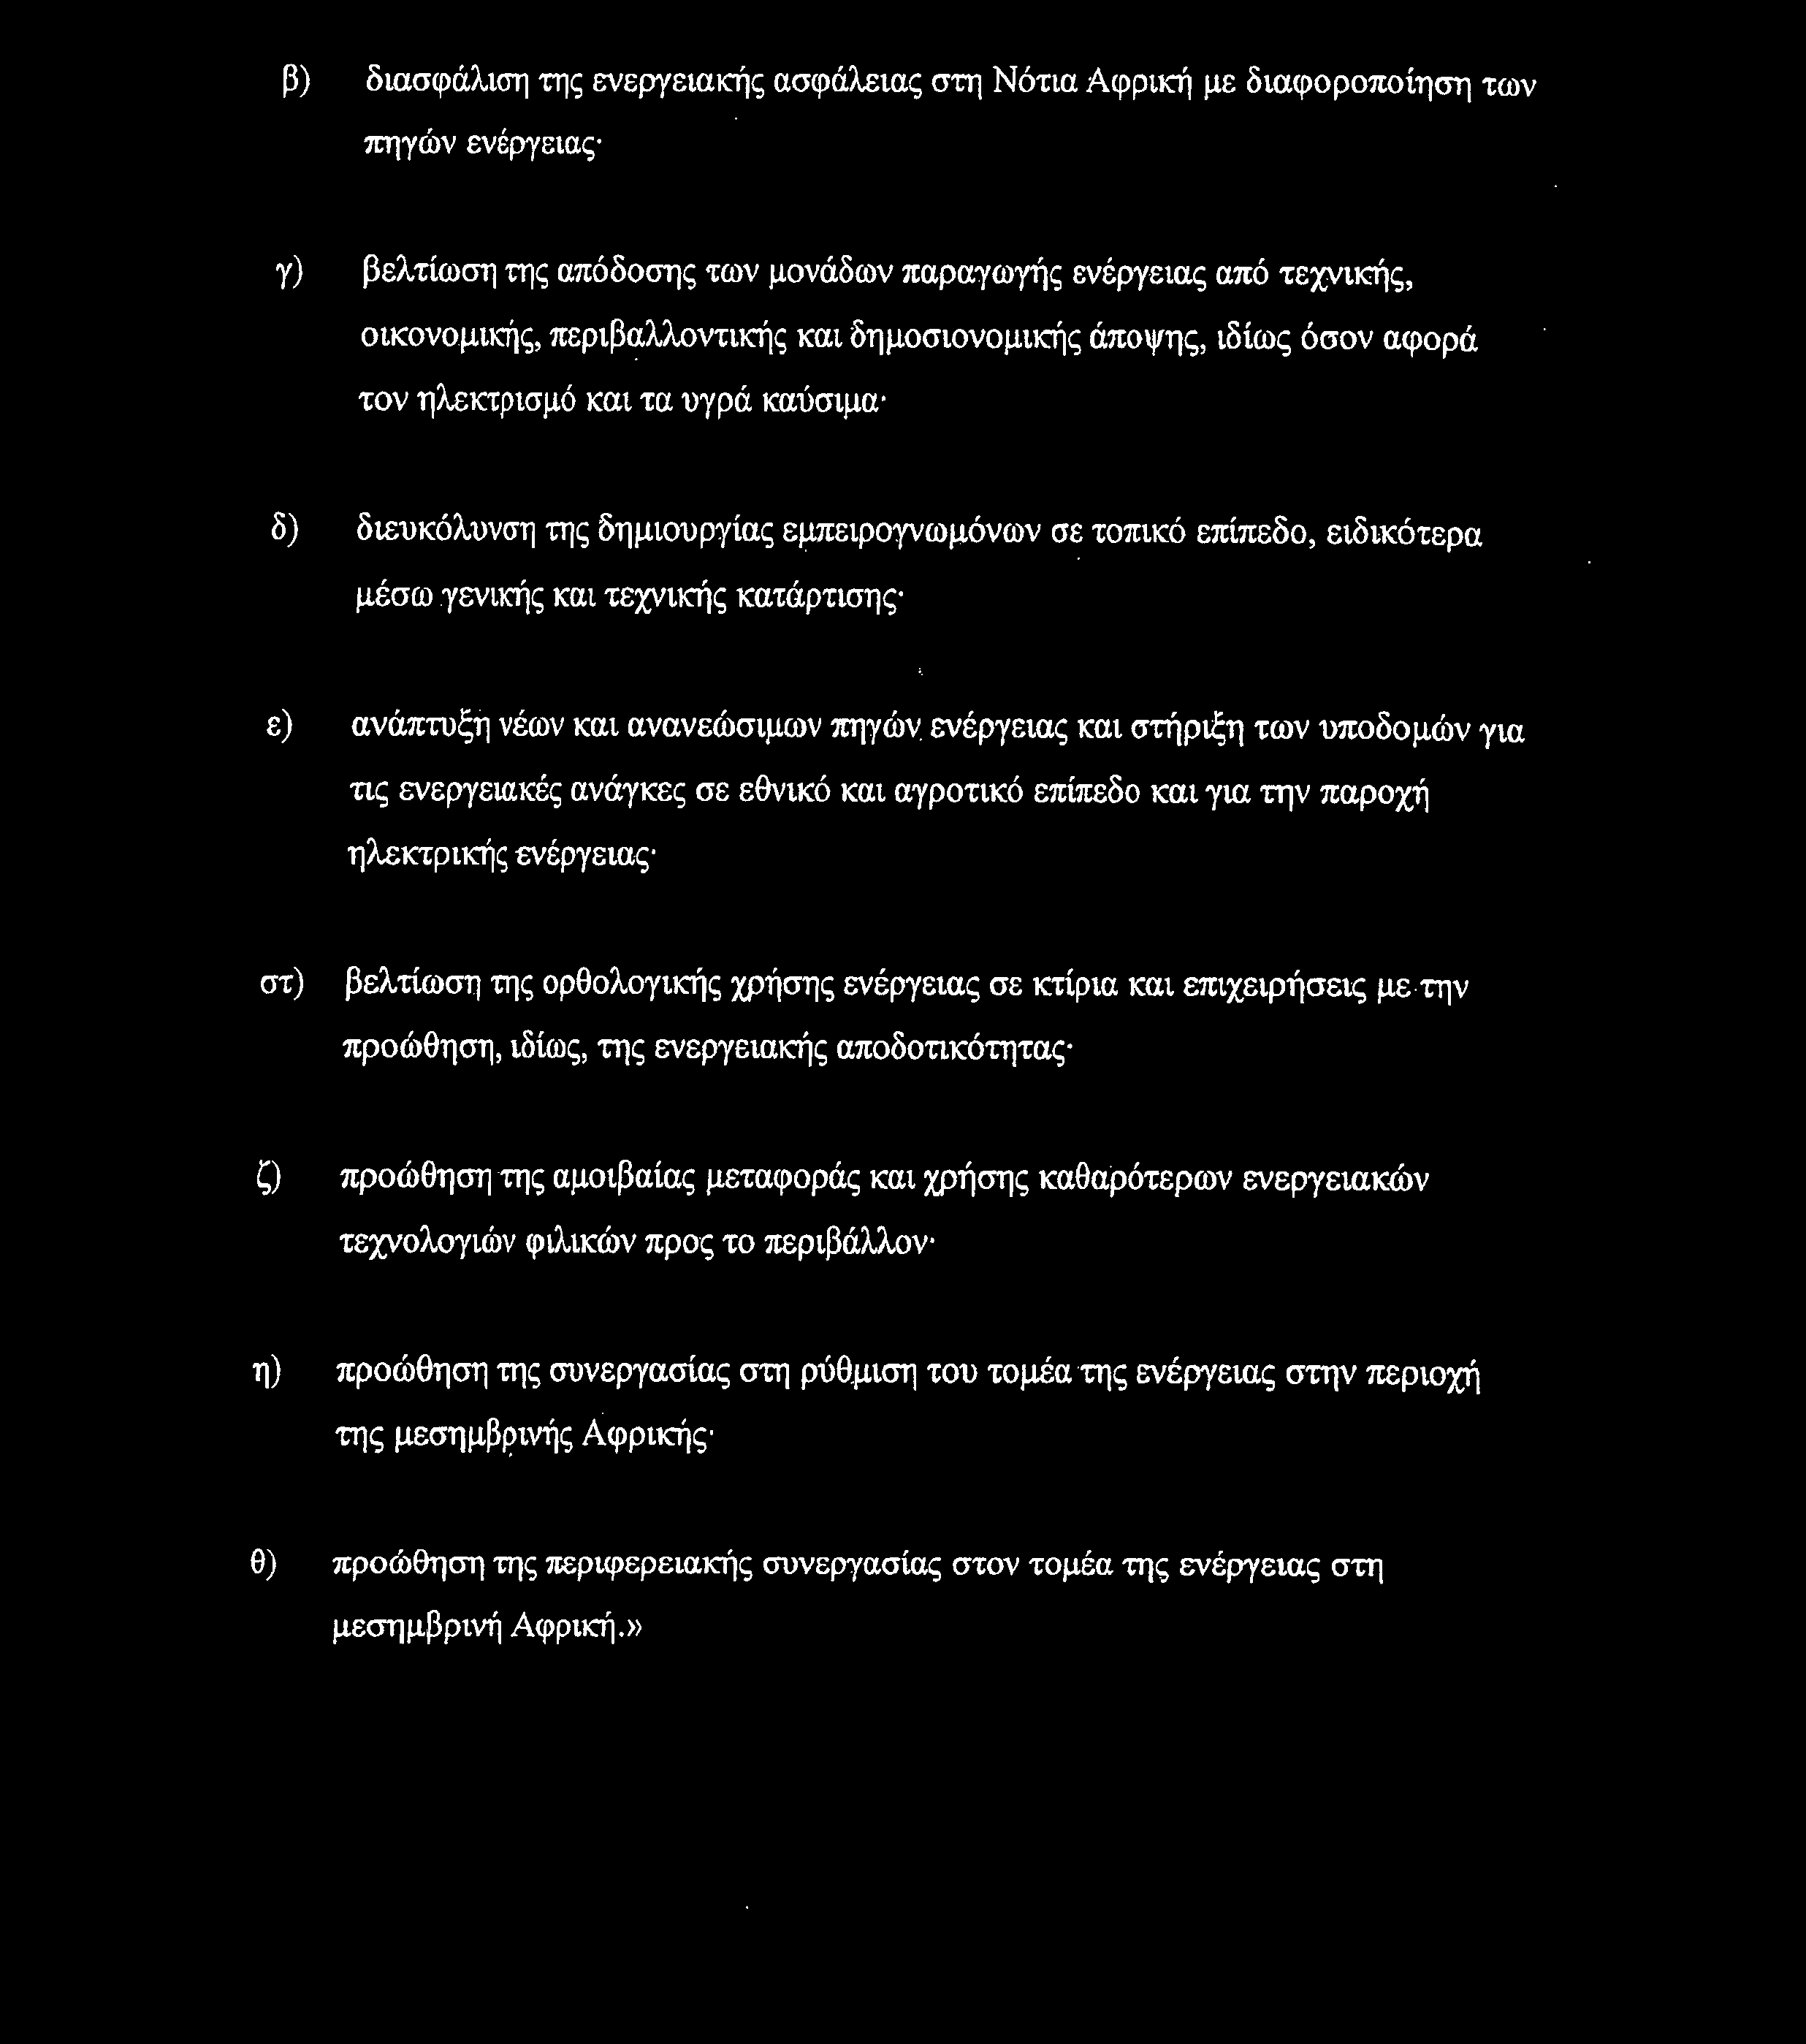 β) διασφάλιση της ενεργειακής ασφάλειας στη Νότια Αφρική με διαφοροποίηση των
πηγών ενέργειας·
γ) βελτίωση της απόδοσης των μονάδων παραγωγής ενέργειας από τεχνικής,
οικονομικής, περιβαλλοντικής και δημοσιονομικής άποψης, ιδίως όσον αφορά
τον ηλεκτρισμό και τα υγρά καύσιμα·
δ) διευκόλυνση της δημιουργίας εμπειρογνωμόνων σε τοπικό επίπεδο, ειδικότερα
μέσω γενικής και τεχνικής κατάρτισης·
ε) ανάπτυξη νέων και ανανεώσιμων πηγών ενέργειας και στήριξη των υποδομών για
τις ενεργειακές ανάγκες σε εθνικό και αγροτικό επίπεδο και για την παροχή
ηλεκτρικής ενέργειας·
στ) βελτίωση της ορθολογικής χρήσης ενέργειας σε κτίρια και επιχειρήσεις με την
προώθηση, ιδίως, της ενεργειακής αποδοτικότητας·
ζ) προώθηση της αμοιβαίας μεταφοράς και χρήσης καθαρότερων ενεργειακών
τεχνολογιών φιλικών προς το περιβάλλον·
η) προώθηση της συνεργασίας στη ρύθμιση του τομέα της ενέργειας στην περιοχή
της μεσημβρινής Αφρικής·
θ) προώθηση της περιφερειακής συνεργασίας στον τομέα της ενέργειας στη
μεσημβρινή Αφρική.»